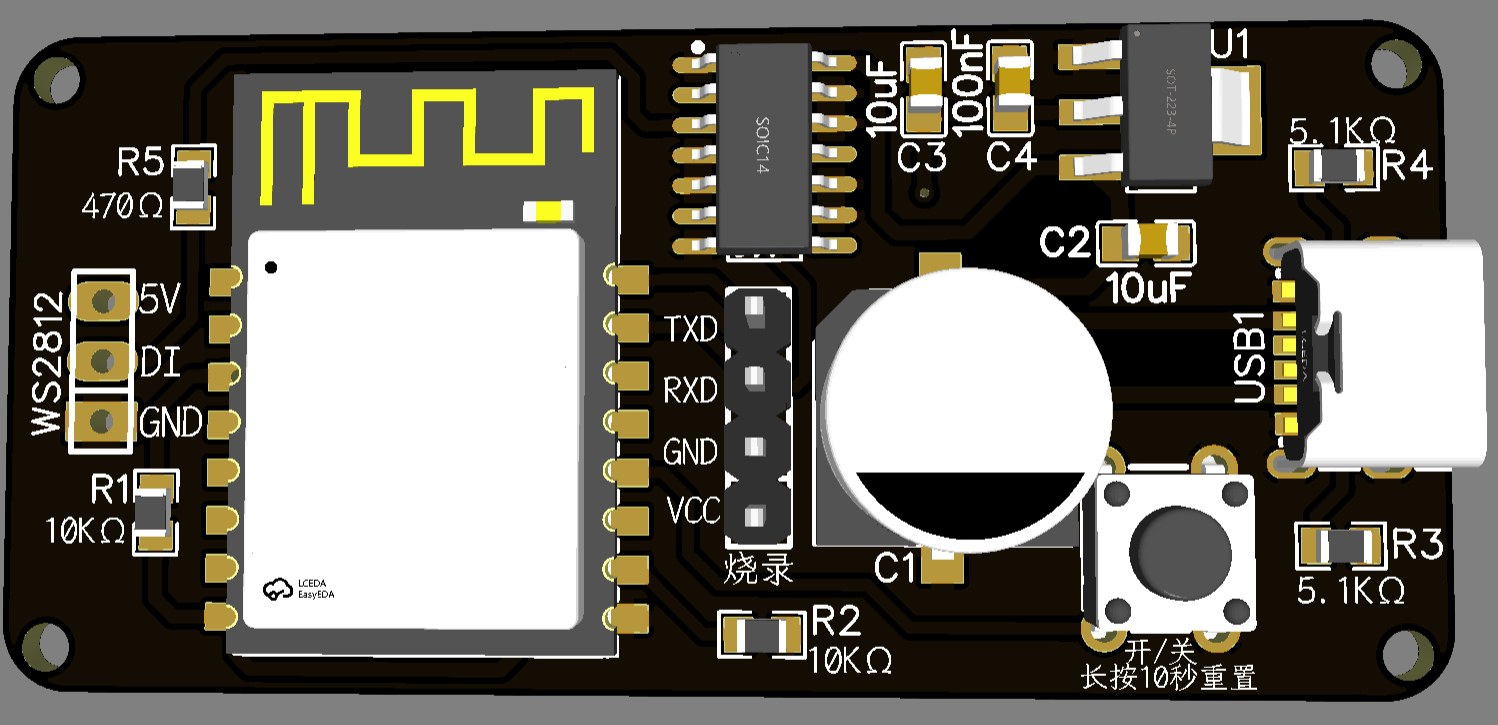 R5
470Ω
WS2812
5V
DI
GND
R1
10KΩ
LCEDA
EasyEDA
SOIC14
TXD
RXD
GND
VCC
烧录
R2
10KΩ
10uF
C3
100nF
C4
SOT-223-4P
U1
C2
10uF
C1
5.1KΩ
R4
USB1
R3
5.1KΩ
开/关
长按10秒重置